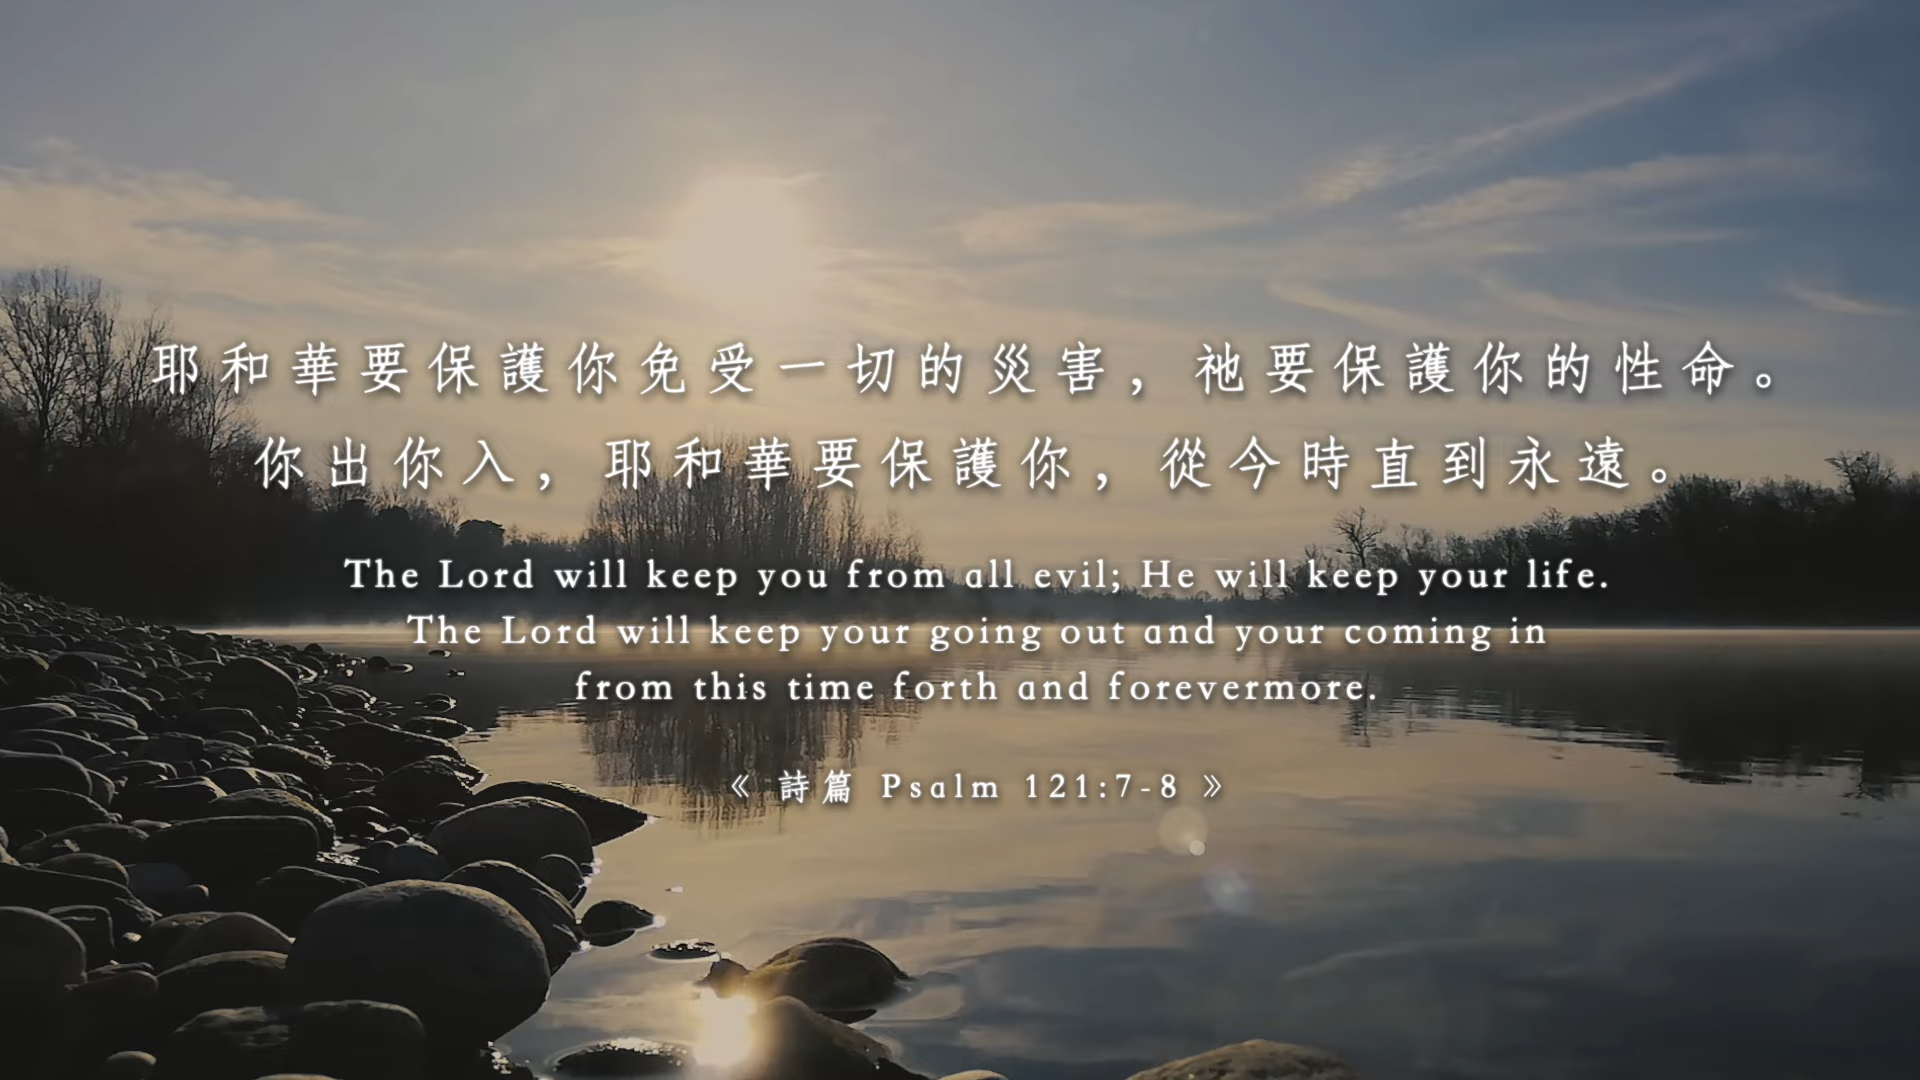 耶和華要保護你免受一切的災害，祂要保護你的性命。
你出你入，耶和華要保護你，從今時直到永遠。
The Lord will keep you from all evil; He will keep your life.
The Lord will keep your going out and your coming in
from this time forth and forevermore.
《 詩篇 Psalm 121:7-8 》